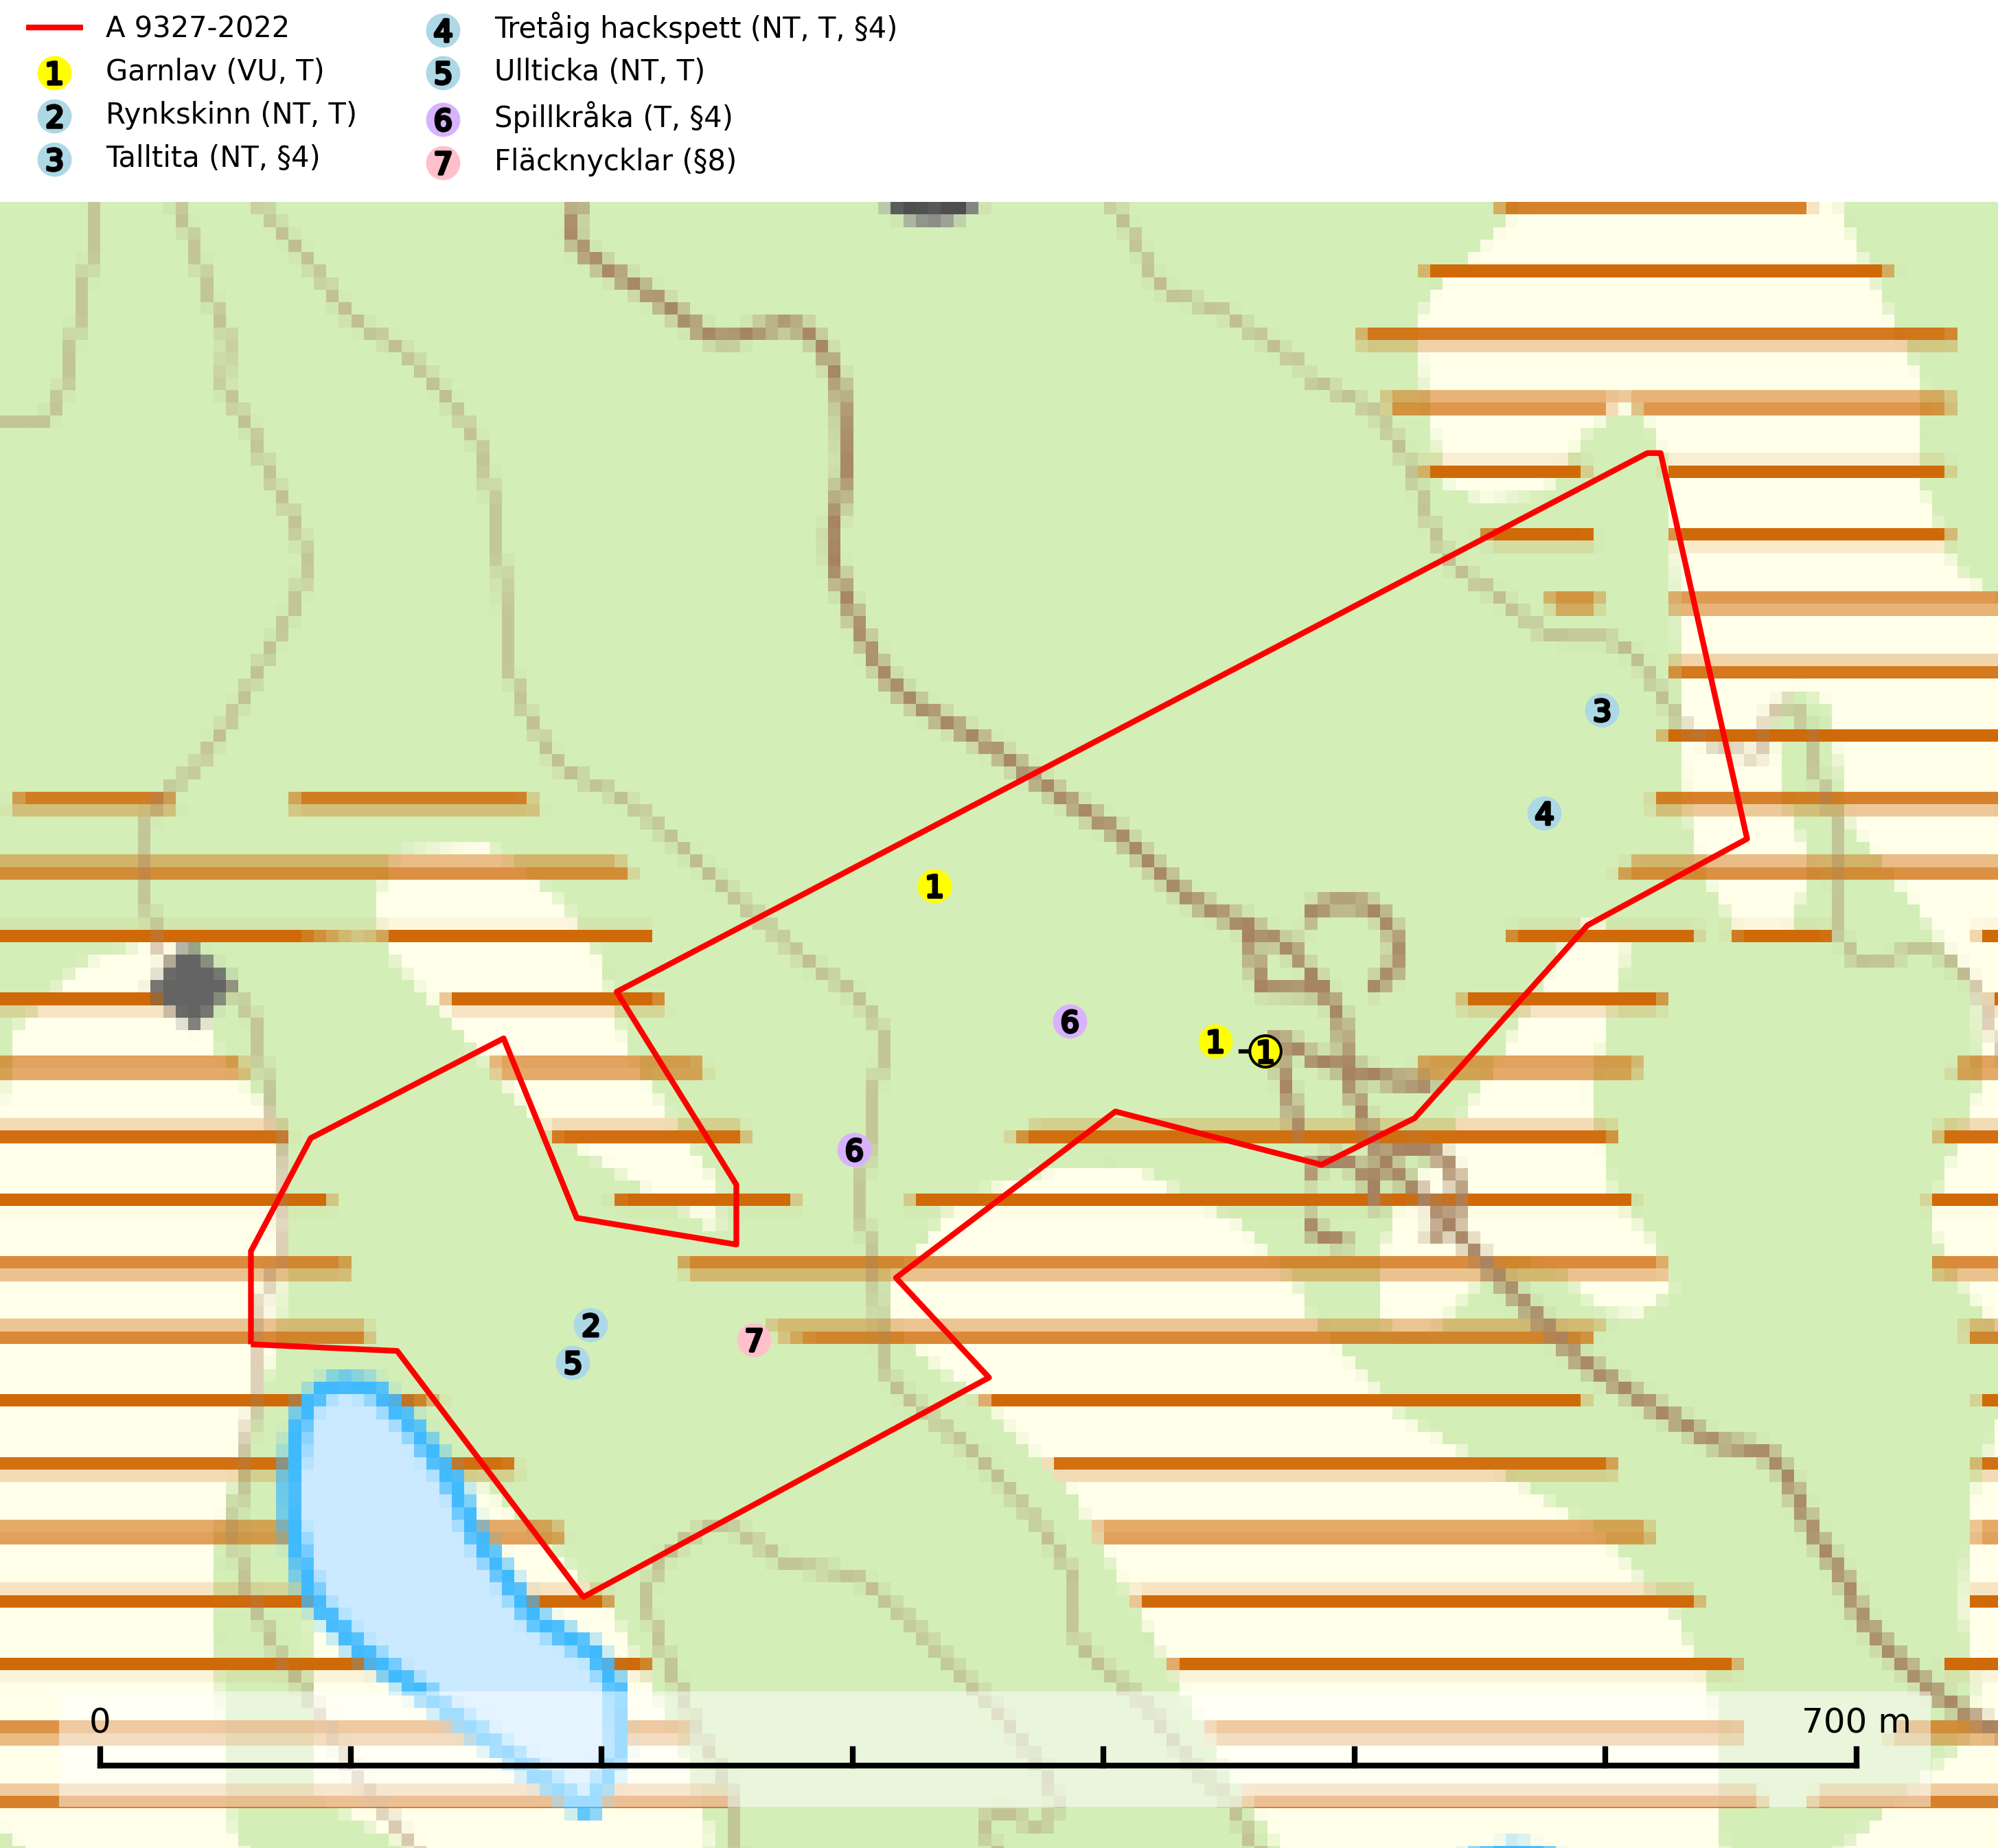 A 9327-2022
1 Garnlav (VU, T)
2 Rynkskinn (NT, T)
3 Talltita (NT, §4)
4 Tretåig hackspett (NT, T, §4)
5 Ullticka (NT, T)
6 Spillkråka (T, §4)
7 Fläcknycklar (§8)
3
4
1
6
1
1
6
2
7
5
0
700 m